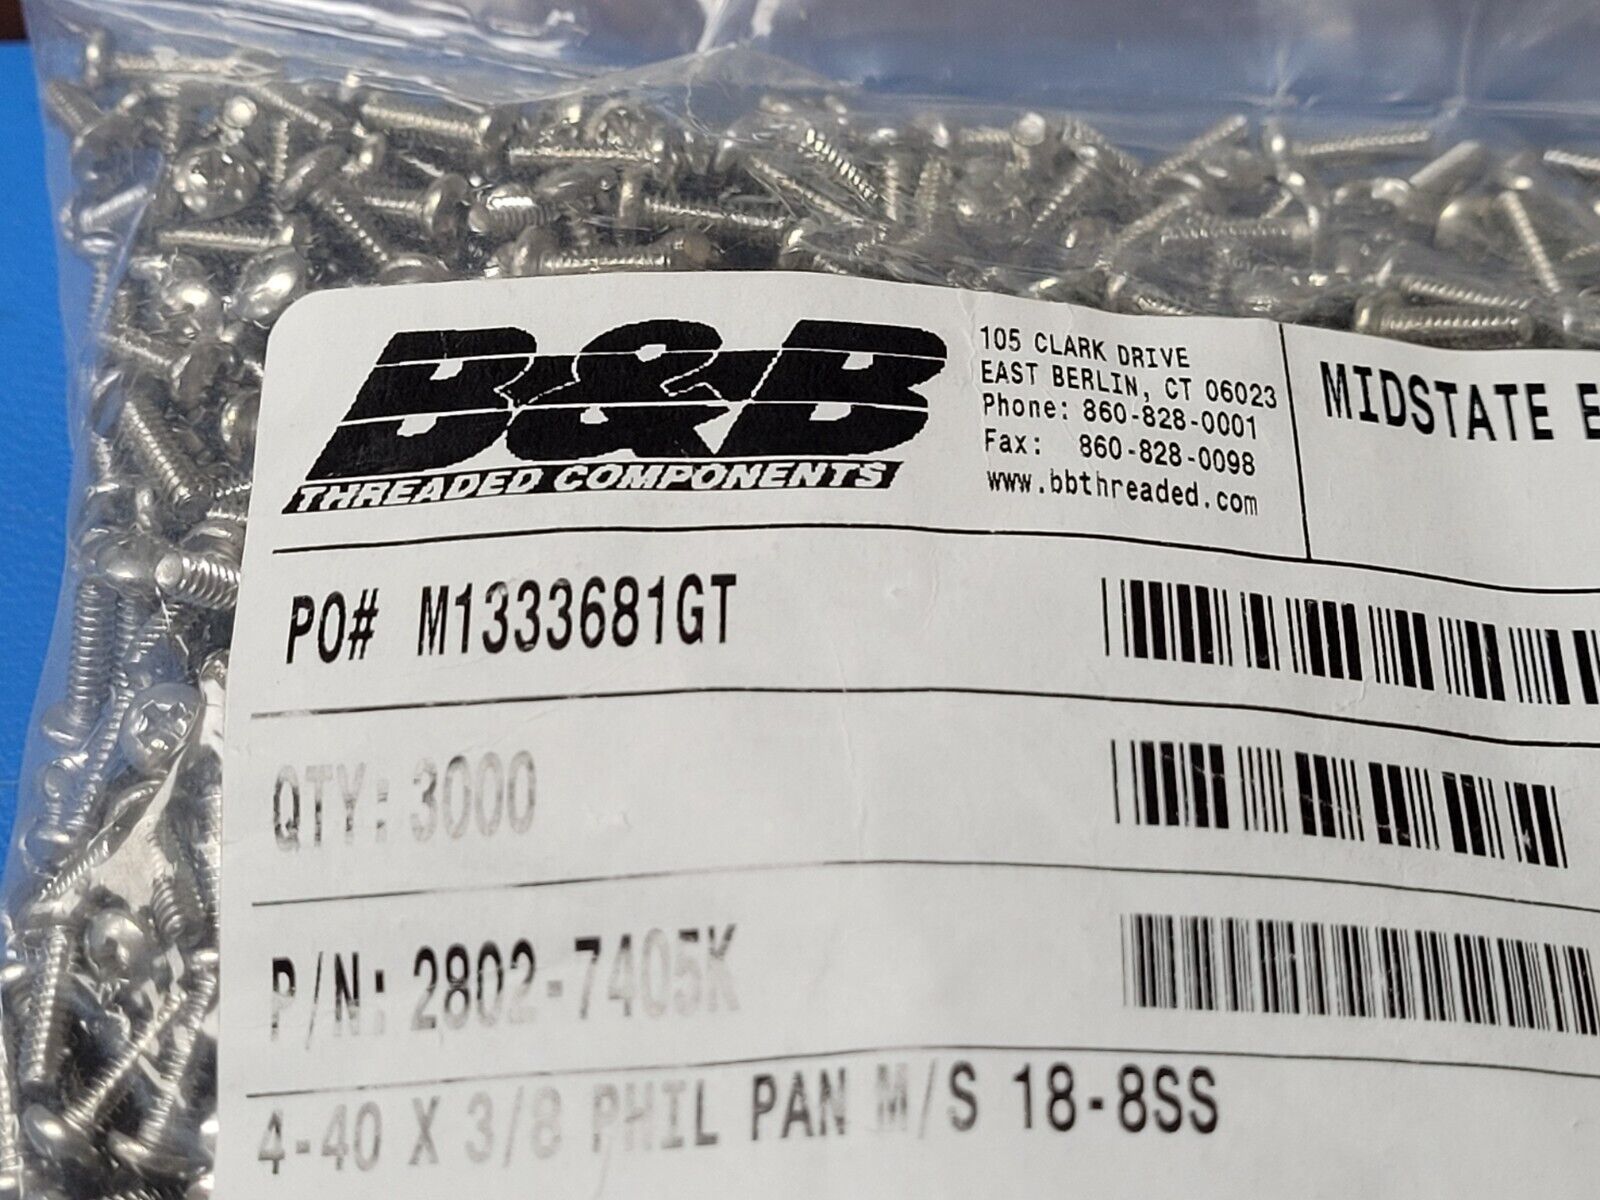 B&B
THREADED COMPONENTS
105 CLARK DRIVE
EAST BERLIN, CT 06023
Phone: 860-828-0001
Fax: 860-828-0098
www.bbthreaded.com
MIDSTATE E
PO# M1333681GT
QTY: 3000
P/N: 2802-7405K
4-40 X 3/8 PHIL PAN M/S 18-8SS